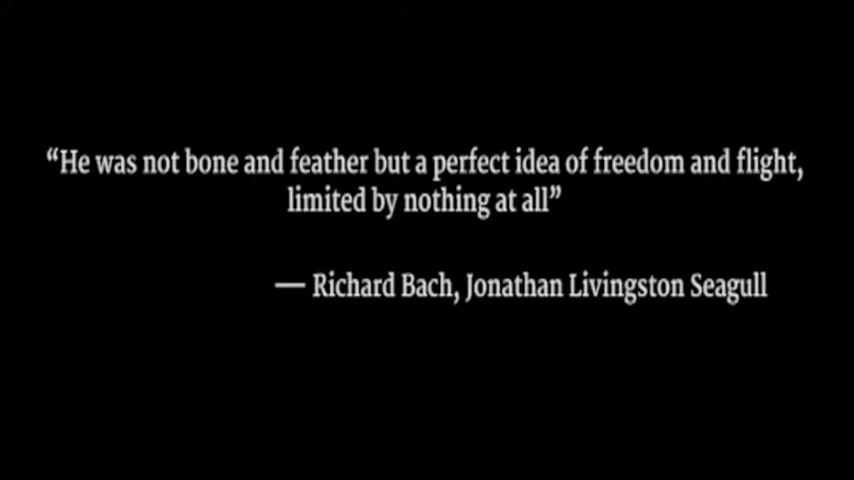 “He was not bone and feather but a perfect idea of freedom and flight,
limited by nothing at all”
— Richard Bach, Jonathan Livingston Seagull